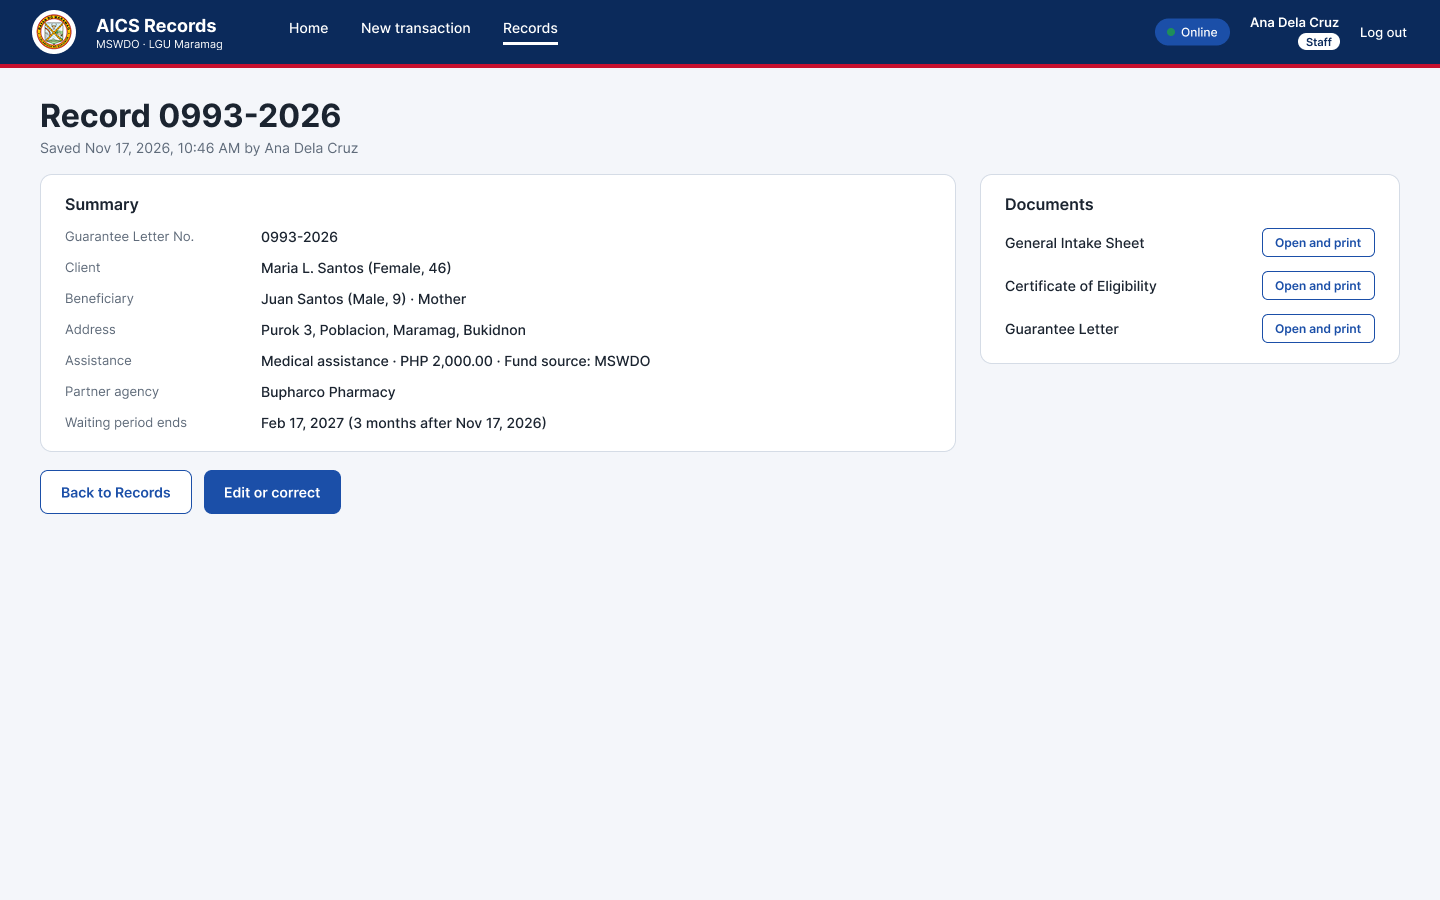 AICS Records
MSWDO · LGU Maramag
Home
New transaction
Records
Online
Ana Dela Cruz
Staff
Log out
Record 0993-2026
Saved Nov 17, 2026, 10:46 AM by Ana Dela Cruz
Summary
Guarantee Letter No. 0993-2026
Client Maria L. Santos (Female, 46)
Beneficiary Juan Santos (Male, 9) · Mother
Address Purok 3, Poblacion, Maramag, Bukidnon
Assistance Medical assistance · PHP 2,000.00 · Fund source: MSWDO
Partner agency Bupharco Pharmacy
Waiting period ends Feb 17, 2027 (3 months after Nov 17, 2026)
Documents
General Intake Sheet Open and print
Certificate of Eligibility Open and print
Guarantee Letter Open and print
Back to Records
Edit or correct